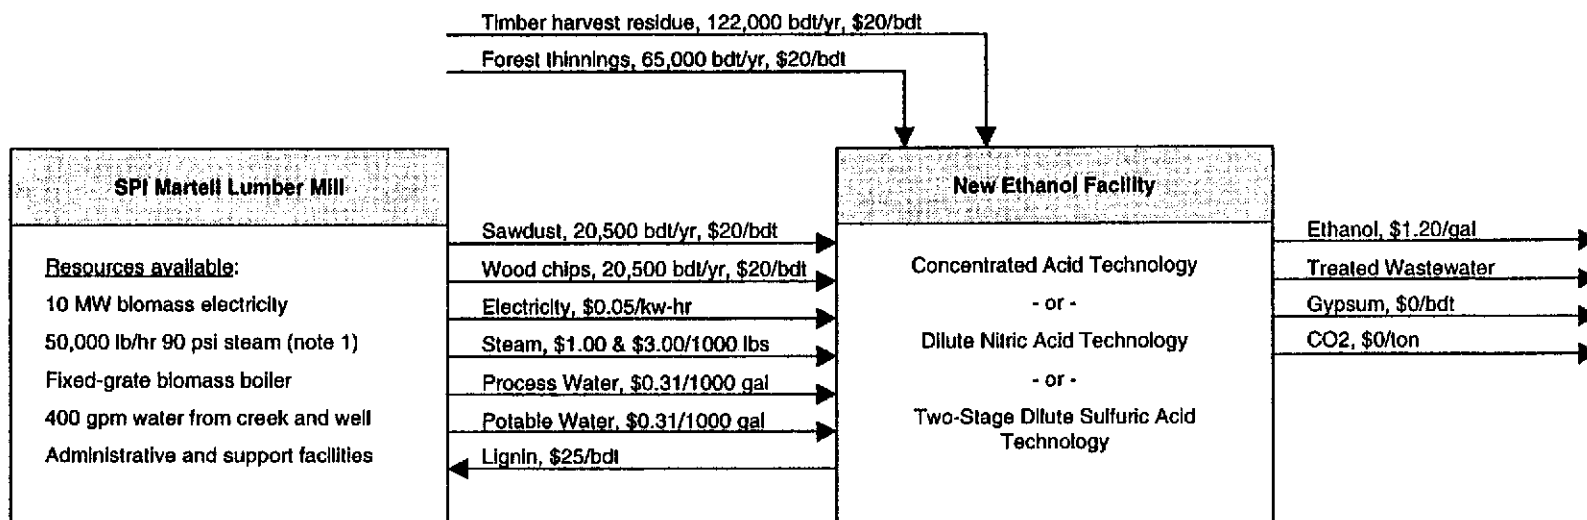 Timber harvest residue, 122,000 bdt/yr, $20/bdt
Forest thinnings, 65,000 bdt/yr, $20/bdt
SPI Martell Lumber Mill
Resources available:
10 MW biomass electricity
50,000 lb/hr 90 psi steam (note 1)
Fixed-grate biomass boiler
400 gpm water from creek and well
Administrative and support facilities
Sawdust, 20,500 bdt/yr, $20/bdt
Wood chips, 20,500 bdt/yr, $20/bdt
Electricity, $0.05/kw-hr
Steam, $1.00 & $3.00/1000 lbs
Process Water, $0.31/1000 gal
Potable Water, $0.31/1000 gal
Lignin, $25/bdt
New Ethanol Facility
Concentrated Acid Technology
- or -
Dilute Nitric Acid Technology
- or -
Two-Stage Dilute Sulfuric Acid
Technology
Ethanol, $1.20/gal
Treated Wastewater
Gypsum, $0/bdt
CO2, $0/ton